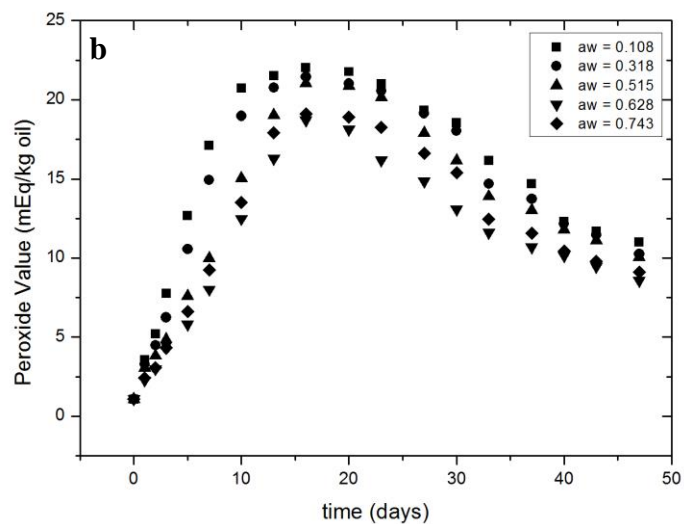 b
aw = 0.108
aw = 0.318
aw = 0.515
aw = 0.628
aw = 0.743
25
20
15
10
5
0
Peroxide Value (mEq/kg oil)
0 10 20 30 40 50
time (days)